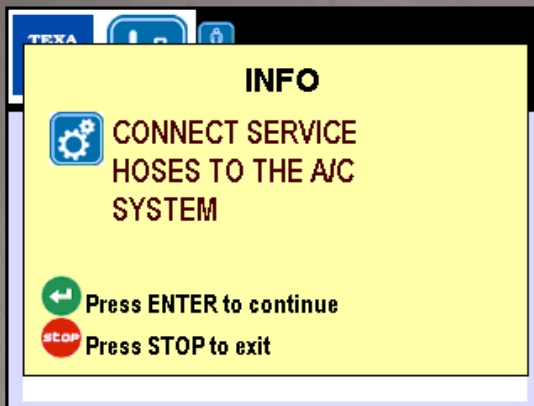 TEXA
INFO
CONNECT SERVICE
HOSES TO THE A/C
SYSTEM
Press ENTER to continue
stop Press STOP to exit